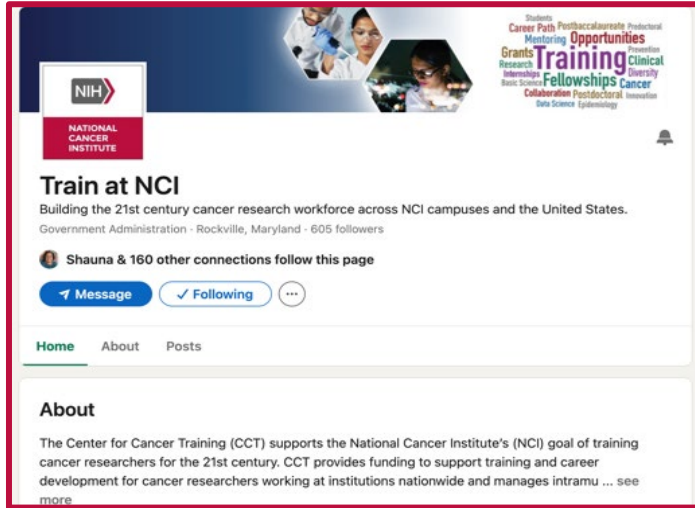 Students
Career Path Postbaccalaureate Predoctoral
Mentoring Opportunities
Grants Training Prevention
Research Clinical
Internships Fellowships Diversity
Basic Science Cancer
Collaboration Postdoctoral Innovation
Data Science Epidemiology
NIH
NATIONAL
CANCER
INSTITUTE
Train at NCI
Building the 21st century cancer research workforce across NCI campuses and the United States.
Government Administration · Rockville, Maryland · 605 followers
Shauna & 160 other connections follow this page
Message
Following
Home About Posts
About
The Center for Cancer Training (CCT) supports the National Cancer Institute's (NCI) goal of training
cancer researchers for the 21st century. CCT provides funding to support training and career
development for cancer researchers working at institutions nationwide and manages intramu ... see
more